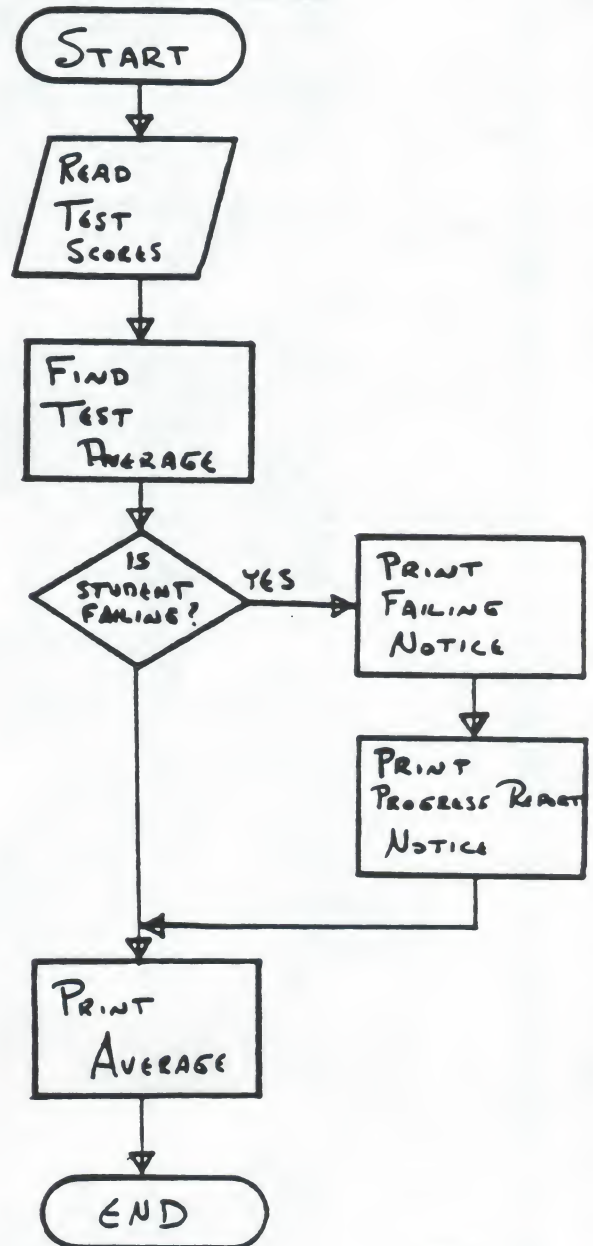 START
READ
TEST
SCORES
FIND
TEST
AVERAGE
IS
STUDENT
FAILING?
YES
PRINT
FAILING
NOTICE
PRINT
PROGRESS REPORT
NOTICE
PRINT
AVERAGE
END